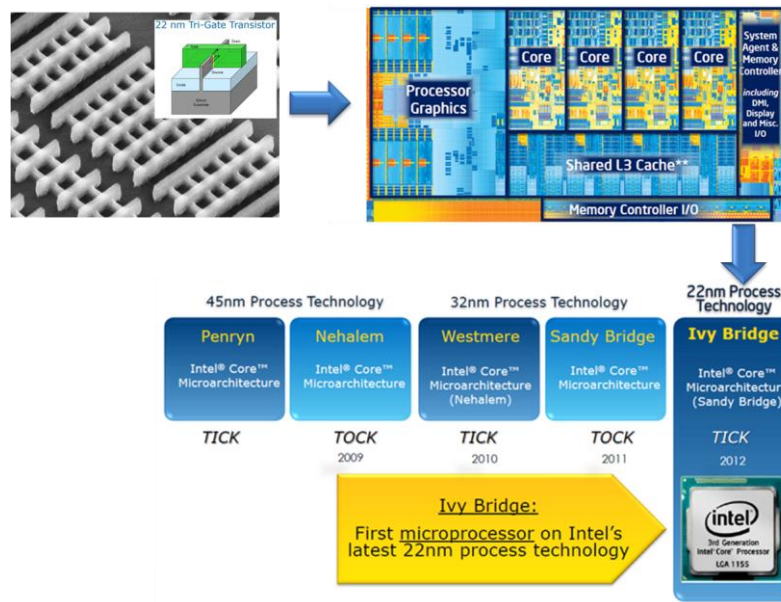 22 nm Tri-Gate Transistor
Processor
Graphics
Core
Core
Core
Core
System
Agent &
Memory
Controller
including
DMI,
Display
and Misc.
I/O
Shared L3 Cache**
Memory Controller I/O
45nm Process Technology
32nm Process Technology
22nm Process
Technology
Penryn
Intel® Core™
Microarchitecture
TICK
Nehalem
Intel® Core™
Microarchitecture
TOCK
2009
Westmere
Intel® Core™
Microarchitecture
(Nehalem)
TICK
2010
Sandy Bridge
Intel® Core™
Microarchitecture
TOCK
2011
Ivy Bridge
Intel® Core™
Microarchitectur
(Sandy Bridge)
TICK
2012
Ivy Bridge:
First microprocessor on Intel's
latest 22nm process technology
intel
3rd Generation
Intel® Core® Processor
LGA 1155